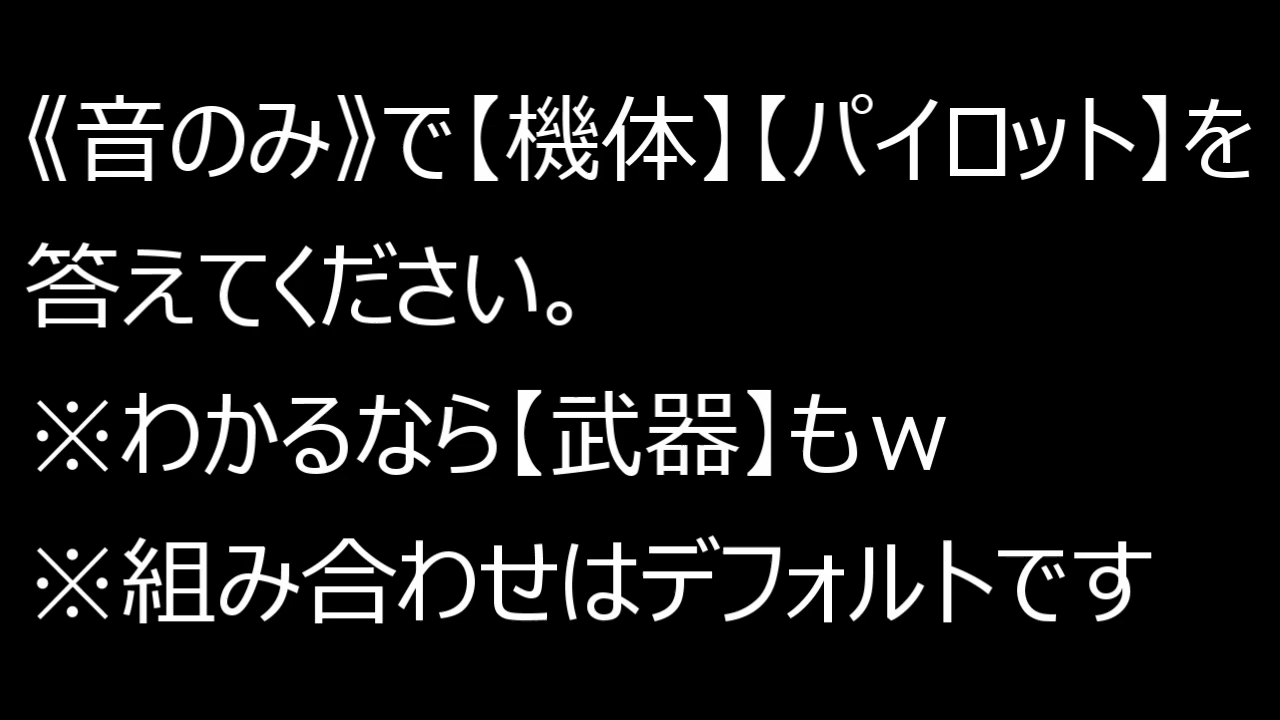 《音のみ》で【機体】【パイロット】を
答えてください。
※わかるなら【武器】もｗ
※組み合わせはデフォルトです